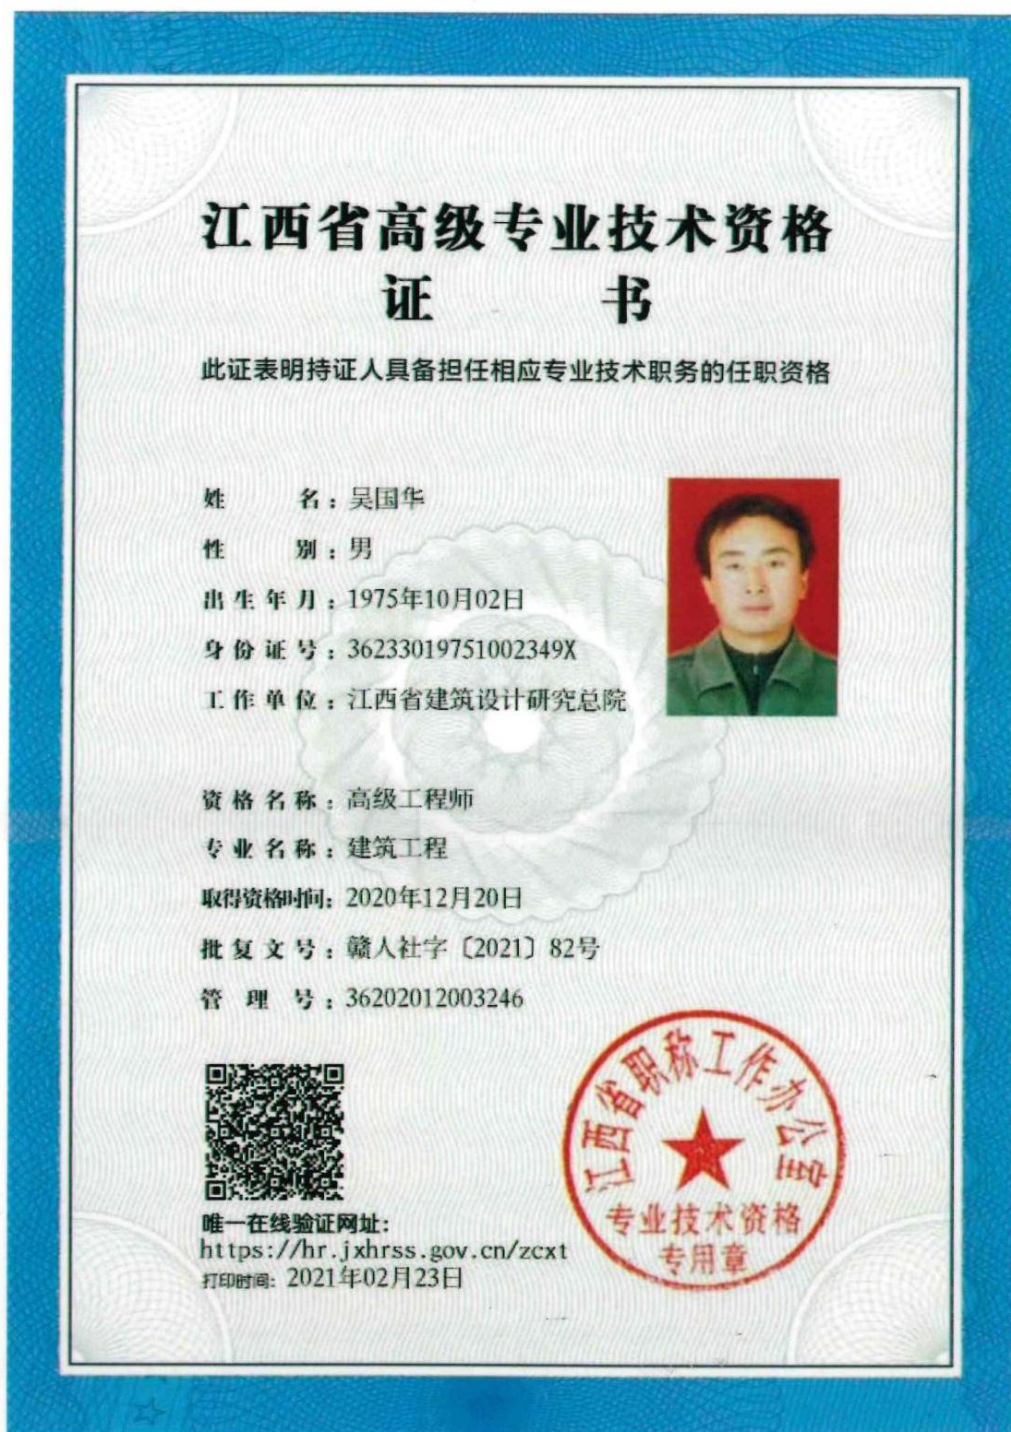 江西省高级专业技术资格
证 书
此证表明持证人具备担任相应专业技术职务的任职资格
姓 名：吴国华
性 别：男
出生年月：1975年10月02日
身份证号：36233019751002349X
工作单位：江西省建筑设计研究总院
资格名称：高级工程师
专业名称：建筑工程
取得资格时间：2020年12月20日
批复文号：赣人社字〔2021〕82号
管 理 号：36202012003246
江西省职称工作办公室
专业技术资格
专用章
唯一在线验证网址：
https://hr.jxhrss.gov.cn/zcxt
打印时间：2021年02月23日